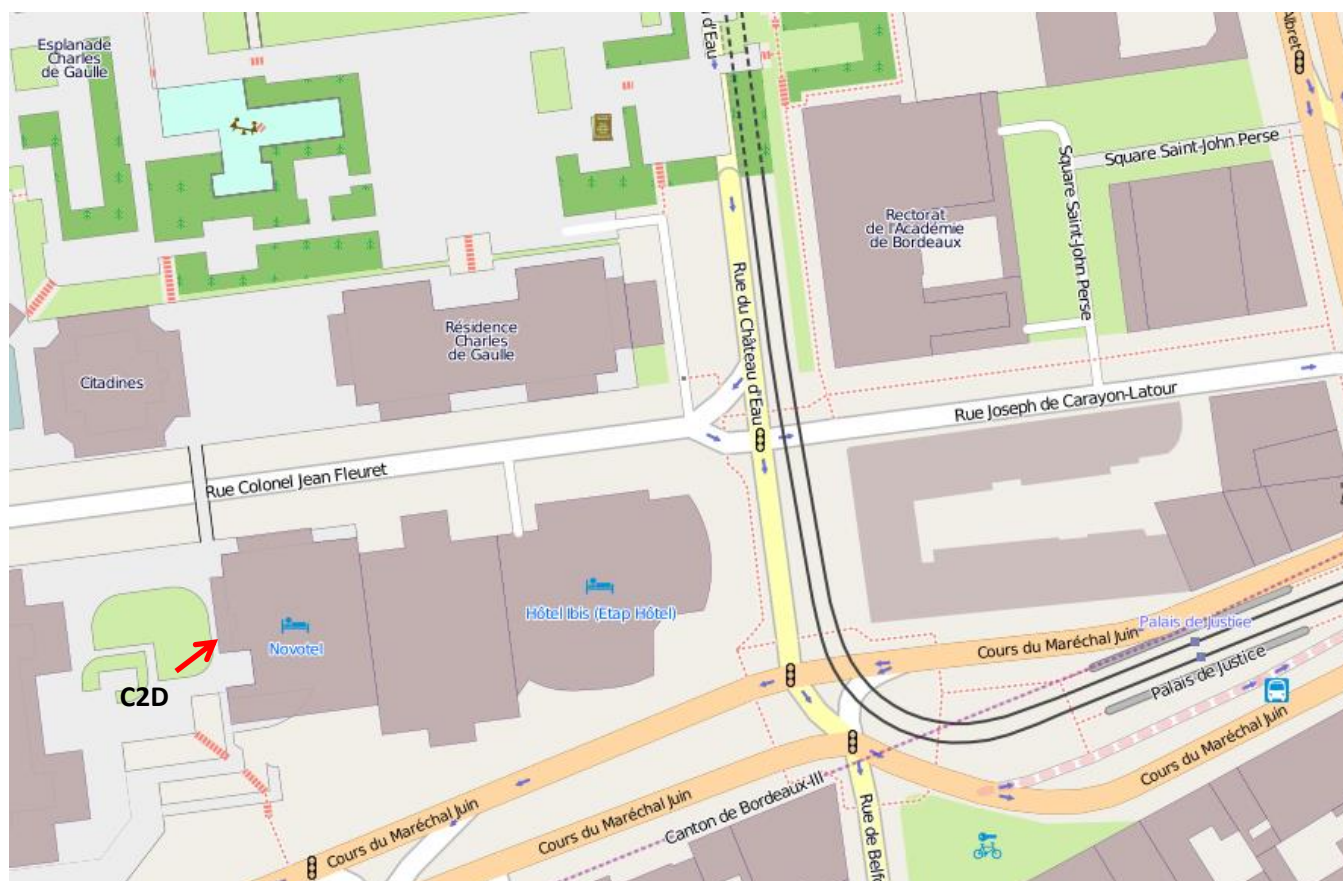 Esplanade
Charles
de Gaulle
d'Eau
Albret
Square Saint-John Perse
Square Saint-John Perse
Rectorat
de l'Académie
de Bordeaux
Rue du Château d'Eau
Résidence
Charles
de Gaulle
Citadines
Rue Joseph de Carayon-Latour
Rue Colonel Jean Fleuret
Hôtel Ibis (Etap Hôtel)
Novotel
Palais de Justice
Cours du Maréchal Juin
Palais de Justice
C2D
Cours du Maréchal Juin
Cours du Maréchal Juin
Cours du Maréchal Juin
Canton de Bordeaux-III
Rue de Belfo